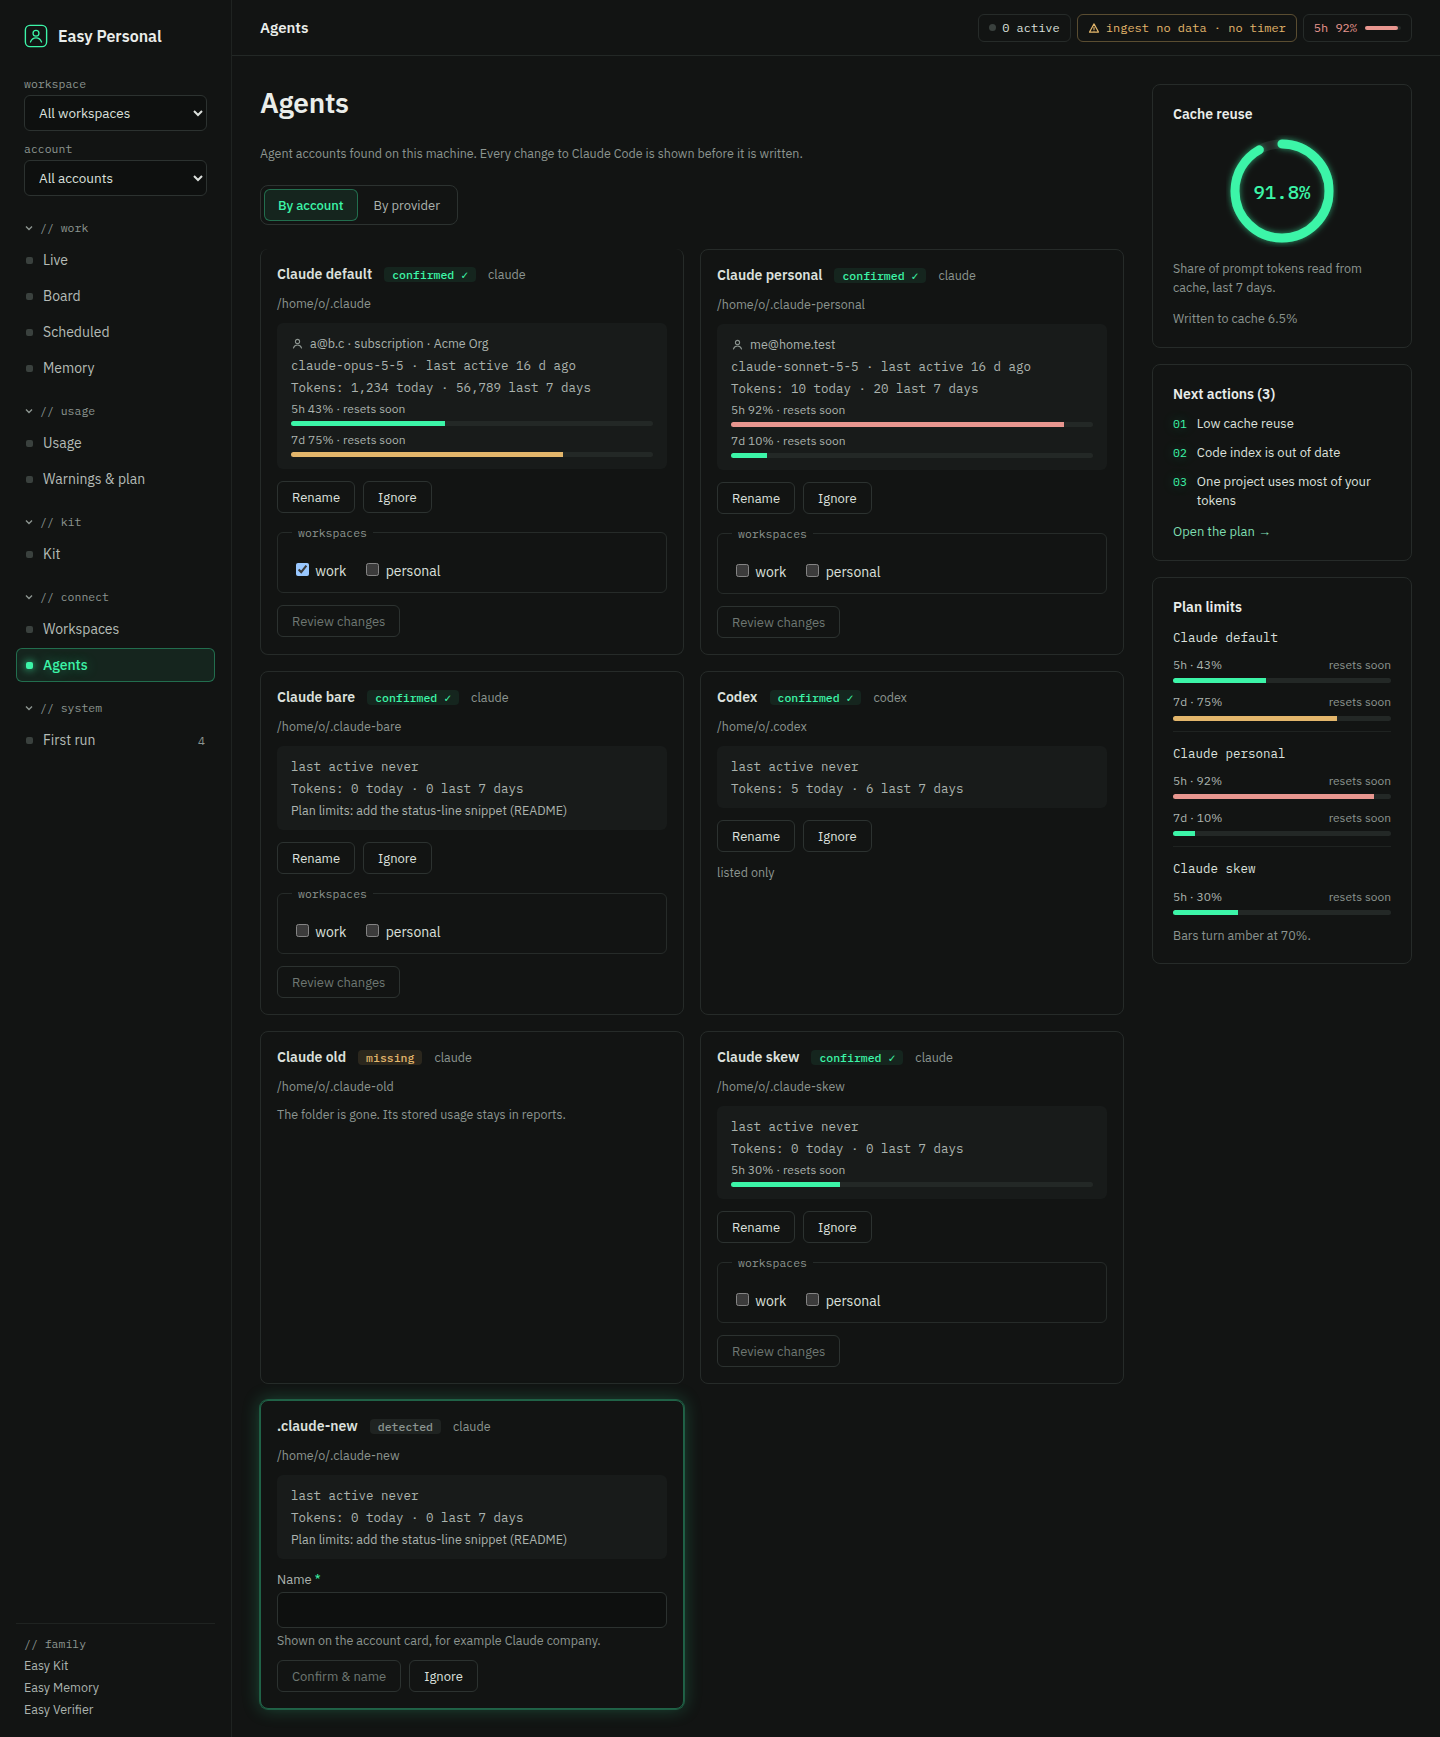 Easy Personal
workspace
All workspaces
account
All accounts
// work
Live
Board
Scheduled
Memory
// usage
Usage
Warnings & plan
// kit
Kit
// connect
Workspaces
Agents
// system
First run 4
// family
Easy Kit
Easy Memory
Easy Verifier
Agents
0 active
ingest no data · no timer
5h 92%
Agents
Agent accounts found on this machine. Every change to Claude Code is shown before it is written.
By account By provider
Claude default confirmed ✓ claude
/home/o/.claude
a@b.c · subscription · Acme Org
claude-opus-5-5 · last active 16 d ago
Tokens: 1,234 today · 56,789 last 7 days
5h 43% · resets soon
7d 75% · resets soon
Rename Ignore
workspaces
work personal
Review changes
Claude personal confirmed ✓ claude
/home/o/.claude-personal
me@home.test
claude-sonnet-5-5 · last active 16 d ago
Tokens: 10 today · 20 last 7 days
5h 92% · resets soon
7d 10% · resets soon
Rename Ignore
workspaces
work personal
Review changes
Claude bare confirmed ✓ claude
/home/o/.claude-bare
last active never
Tokens: 0 today · 0 last 7 days
Plan limits: add the status-line snippet (README)
Rename Ignore
workspaces
work personal
Review changes
Codex confirmed ✓ codex
/home/o/.codex
last active never
Tokens: 5 today · 6 last 7 days
Rename Ignore
listed only
Claude old missing claude
/home/o/.claude-old
The folder is gone. Its stored usage stays in reports.
Claude skew confirmed ✓ claude
/home/o/.claude-skew
last active never
Tokens: 0 today · 0 last 7 days
5h 30% · resets soon
Rename Ignore
workspaces
work personal
Review changes
.claude-new detected claude
/home/o/.claude-new
last active never
Tokens: 0 today · 0 last 7 days
Plan limits: add the status-line snippet (README)
Name *
Shown on the account card, for example Claude company.
Confirm & name Ignore
Cache reuse
91.8%
Share of prompt tokens read from
cache, last 7 days.
Written to cache 6.5%
Next actions (3)
01 Low cache reuse
02 Code index is out of date
03 One project uses most of your
tokens
Open the plan →
Plan limits
Claude default
5h · 43% resets soon
7d · 75% resets soon
Claude personal
5h · 92% resets soon
7d · 10% resets soon
Claude skew
5h · 30% resets soon
Bars turn amber at 70%.